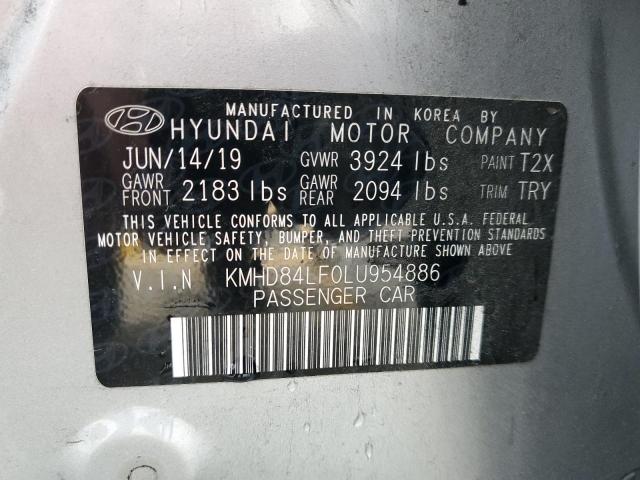 MANUFACTURED IN KOREA BY
HYUNDAI MOTOR COMPANY
JUN/14/19 GVWR 3924 lbs PAINT T2X
GAWR FRONT 2183 lbs GAWR REAR 2094 lbs TRIM TRY
THIS VEHICLE CONFORMS TO ALL APPLICABLE U.S.A. FEDERAL
MOTOR VEHICLE SAFETY, BUMPER, AND THEFT PREVENTION STANDARDS
IN EFFECT ON THE DATE OF MANUFACTURE SHOWN ABOVE.
V.I.N KMHD84LF0LU954886
PASSENGER CAR